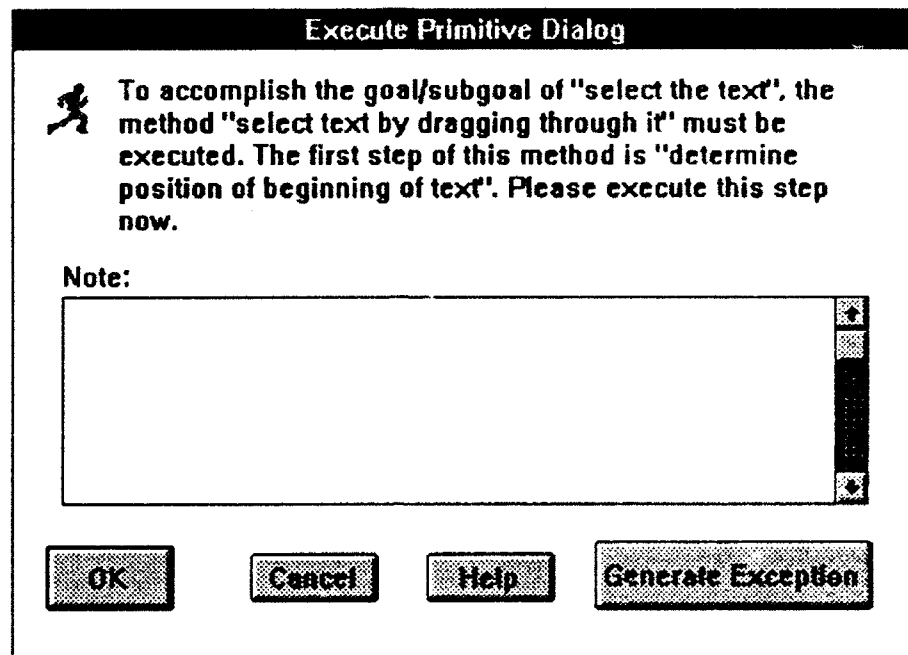 Execute Primitive Dialog
To accomplish the goal/subgoal of "select the text", the
method "select text by dragging through it" must be
executed. The first step of this method is "determine
position of beginning of text". Please execute this step
now.
Note:
OK Cancel Help Generate Exception